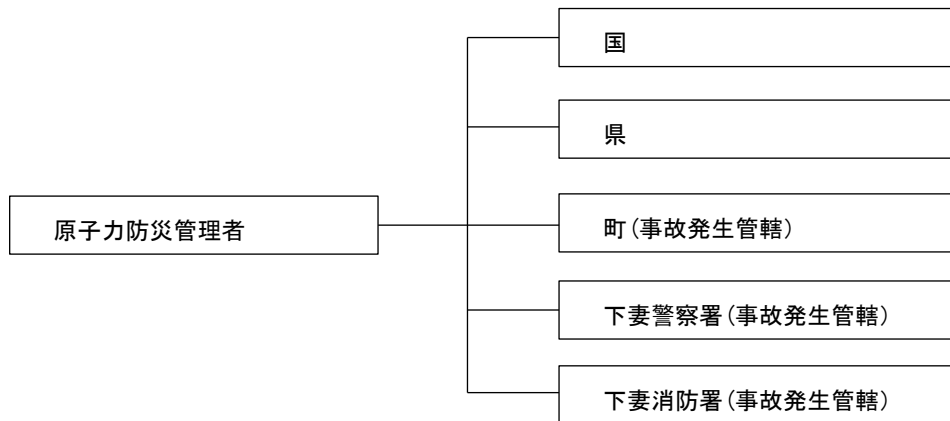 国
県
原子力防災管理者
町(事故発生管轄)
下妻警察署(事故発生管轄)
下妻消防署(事故発生管轄)